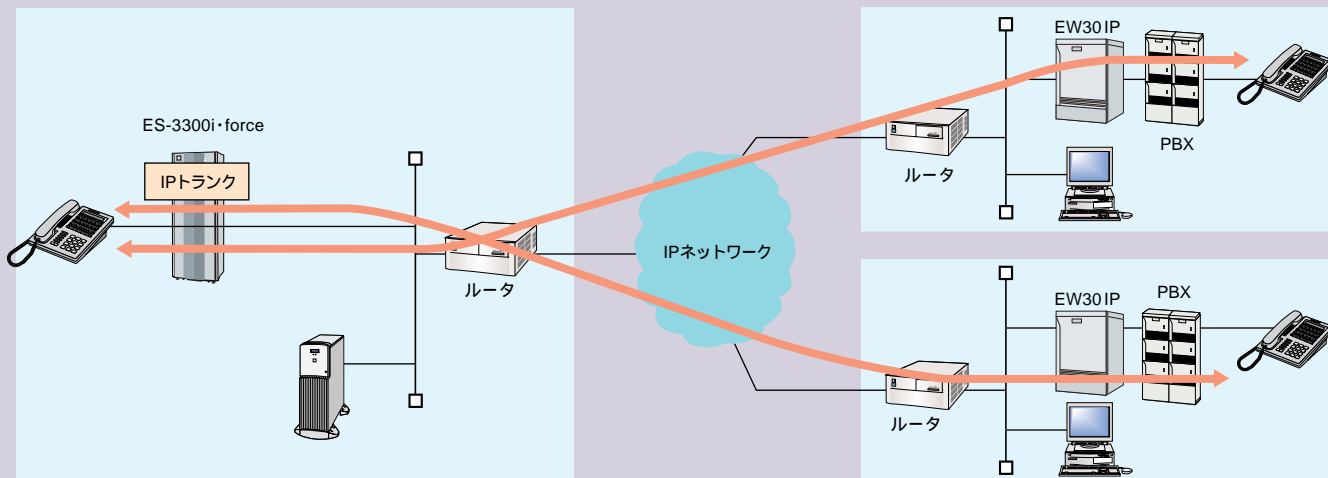 ES-3300i・force
IPトランク
ルータ
IPネットワーク
EW30 IP
PBX
ルータ
EW30 IP
PBX
ルータ